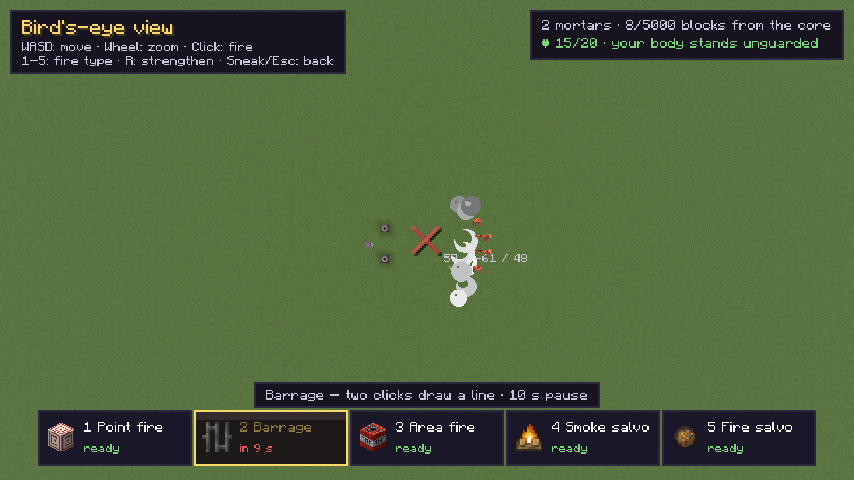 Bird's-eye view
WASD: move · Wheel: zoom · Click: fire
1–5: fire type · R: strengthen · Sneak/Esc: back
2 mortars · 8/5000 blocks from the core
15/20 · your body stands unguarded
61 / 48
Barrage — two clicks draw a line · 10 s pause
1 Point fire
ready
2 Barrage
in 9 s
3 Area fire
ready
4 Smoke salvo
ready
5 Fire salvo
ready